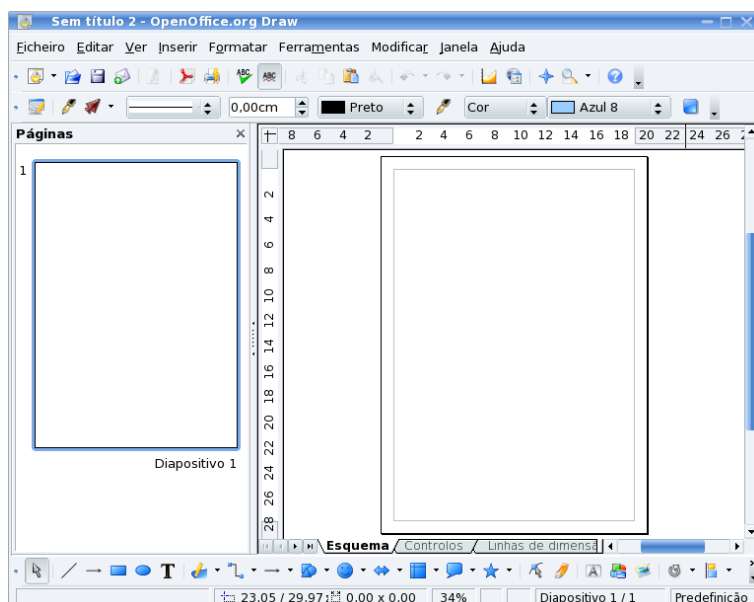 Sem título 2 - OpenOffice.org Draw
Ficheiro Editar Ver Inserir Formatar Ferramentas Modificar Janela Ajuda
0,00cm Preto Cor Azul 8
Páginas
8 6 4 2 2 4 6 8 10 12 14 16 18 20 22 24 26
1
2
4
6
8
10
12
14
16
18
20
22
24
26
28
Diapositivo 1
Esquema Controlos Linhas de dimensã
T
23,05 / 29,97 0,00 x 0,00 34% Diapositivo 1 / 1 Predefinição